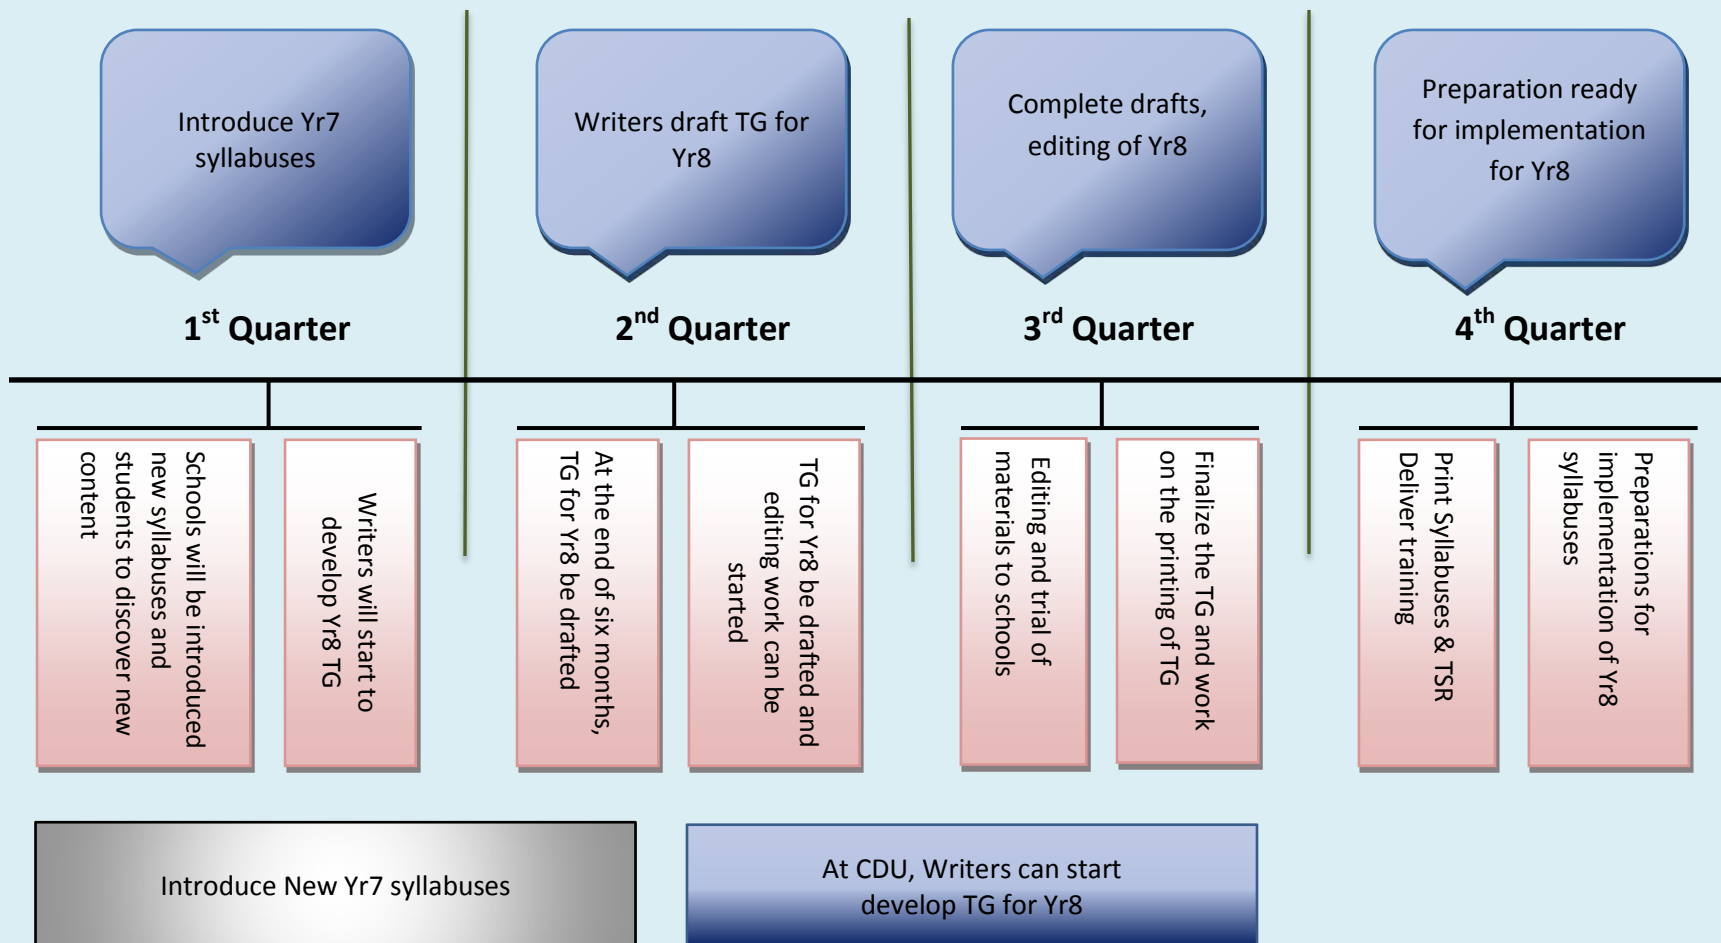 Introduce Yr7
syllabuses
Writers draft TG for
Yr8
Complete drafts,
editing of Yr8
Preparation ready
for implementation
for Yr8
1st Quarter
2nd Quarter
3rd Quarter
4th Quarter
Schools will be introduced
new syllabuses and
students to discover new
content
Writers will start to
develop Yr8 TG
At the end of six months,
TG for Yr8 be drafted
TG for Yr8 be drafted and
editing work can be
started
Editing and trial of
materials to schools
Finalize the TG and work
on the printing of TG
Print Syllabuses & TSR
Deliver training
Preparations for
implementation of Yr8
syllabuses
Introduce New Yr7 syllabuses
At CDU, Writers can start
develop TG for Yr8